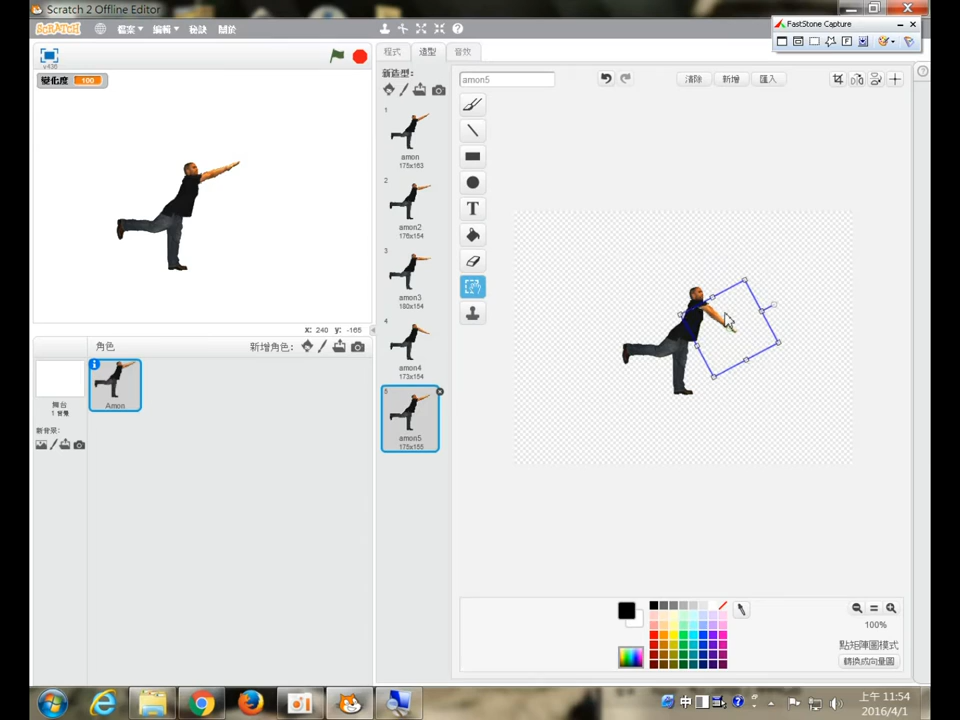 Scratch 2 Offline Editor
SCRATCH 檔案 編輯 秘訣 關於
FastStone Capture
v436
變化度 100
程式 造型 音效
新造型:
amon5
清除 新增 匯入
1
amon
175x163
2
amon2
176x154
3
amon3
180x154
4
amon4
173x154
5
amon5
175x155
T
X: 240 Y: -165
角色 新增角色:
舞台
1 背景
新背景:
Amon
100%
點矩陣圖模式
轉換成向量圖
中
上午 11:54
2016/4/1